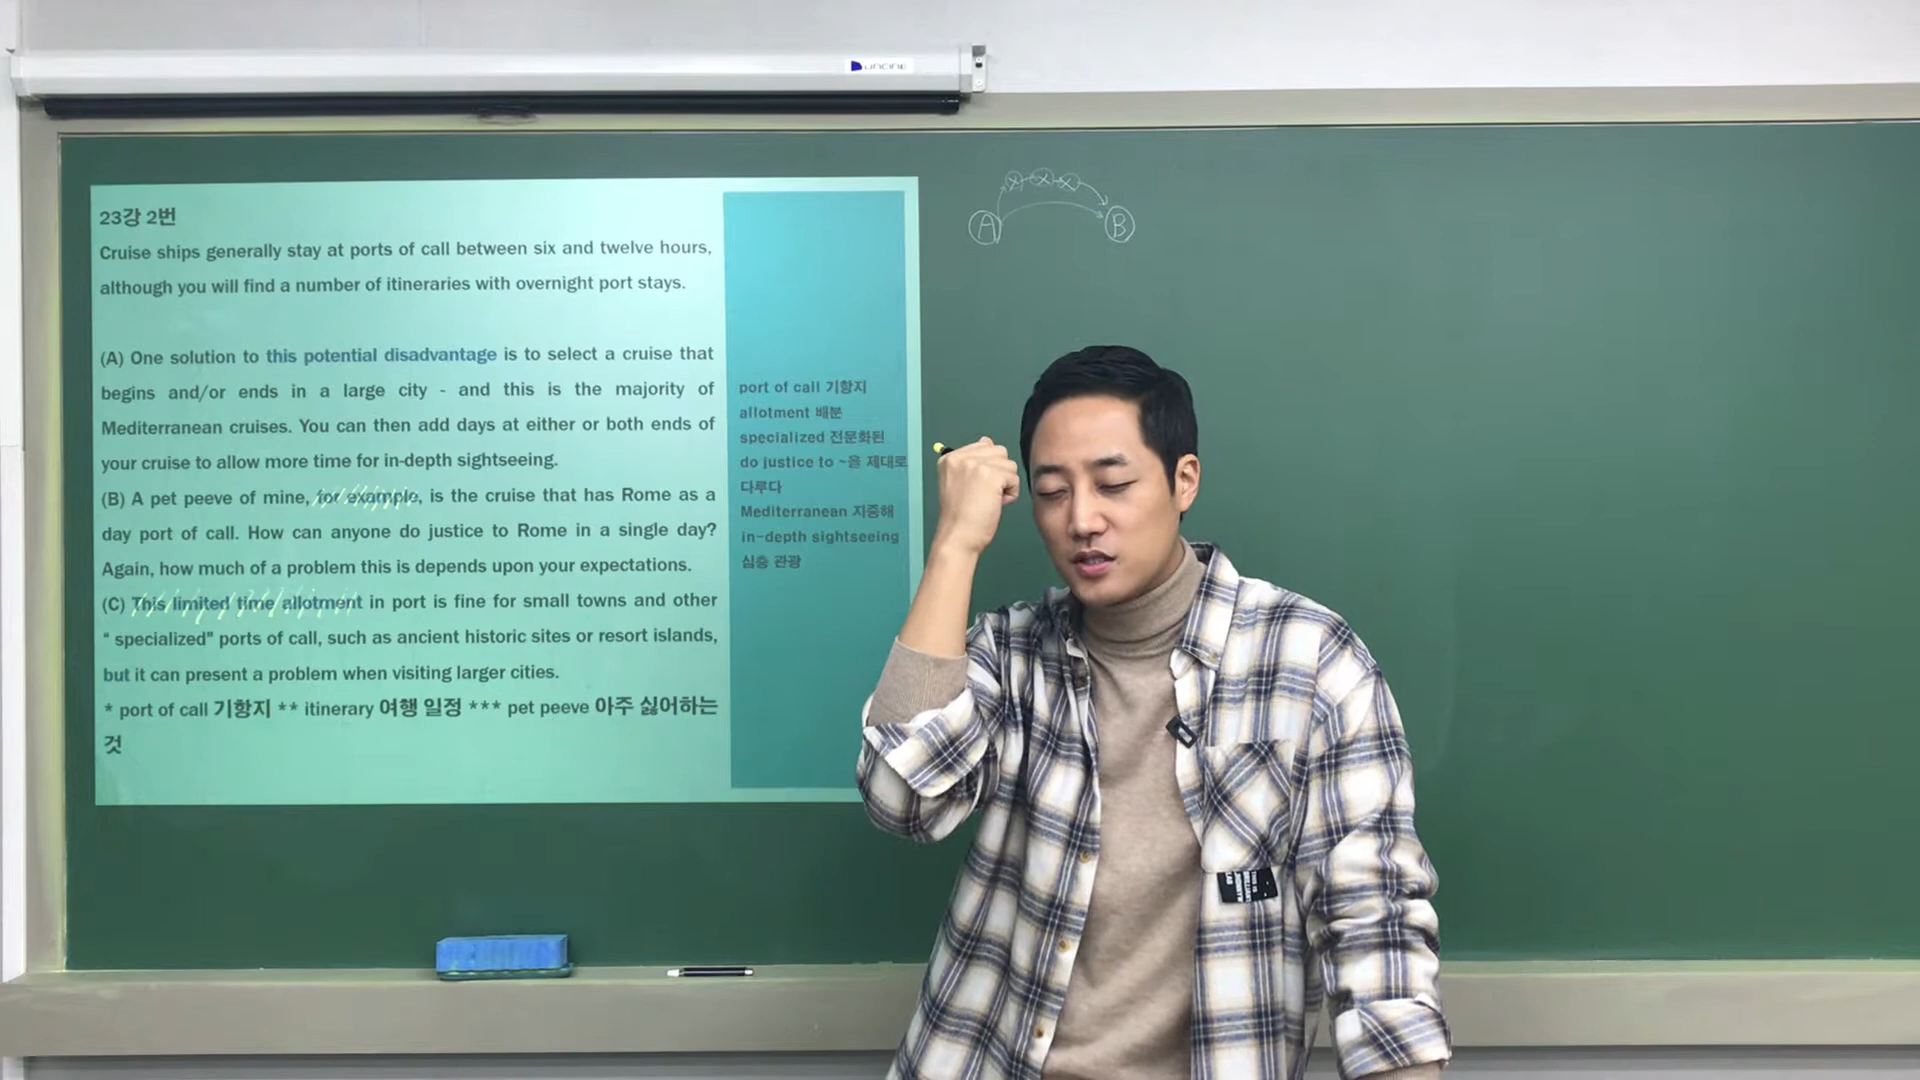 23강 2번
Cruise ships generally stay at ports of call between six and twelve hours,
although you will find a number of itineraries with overnight port stays.
(A) One solution to this potential disadvantage is to select a cruise that
begins and/or ends in a large city - and this is the majority of
Mediterranean cruises. You can then add days at either or both ends of
your cruise to allow more time for in-depth sightseeing.
(B) A pet peeve of mine, for example, is the cruise that has Rome as a
day port of call. How can anyone do justice to Rome in a single day?
Again, how much of a problem this is depends upon your expectations.
(C) This limited time allotment in port is fine for small towns and other
" specialized" ports of call, such as ancient historic sites or resort islands,
but it can present a problem when visiting larger cities.
* port of call 기항지 ** itinerary 여행 일정 *** pet peeve 아주 싫어하는
것
port of call 기항지
allotment 배분
specialized 전문화된
do justice to ~을 제대로
다루다
Mediterranean 지중해
in-depth sightseeing
심층 관광
X X X
A B